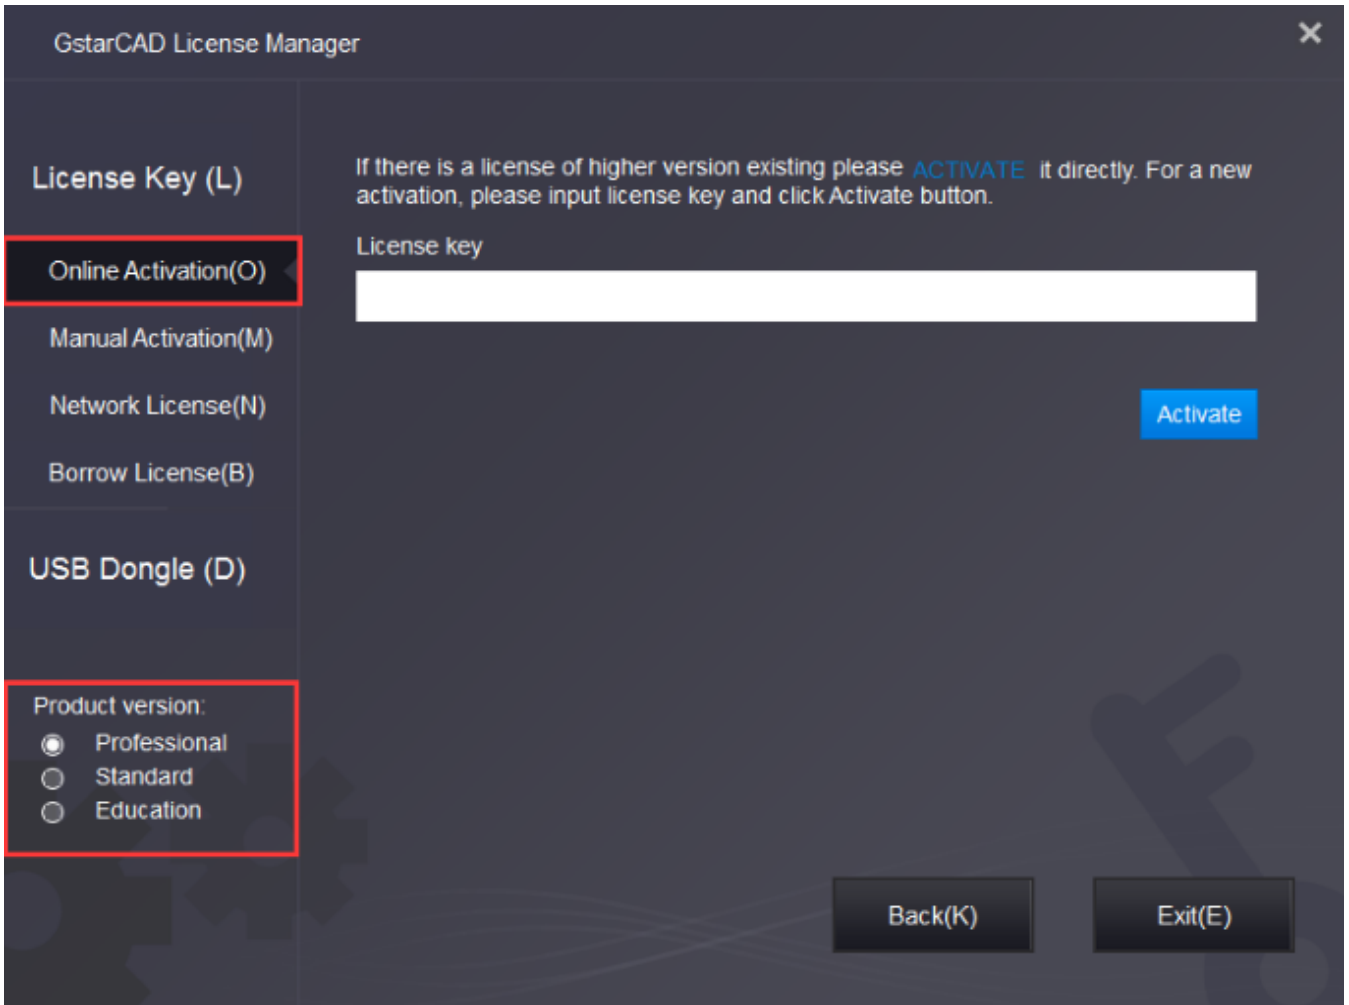 GstarCAD License Manager
License Key (L)
Online Activation(O)
Manual Activation(M)
Network License(N)
Borrow License(B)
USB Dongle (D)
Product version:
Professional
Standard
Education
If there is a license of higher version existing please ACTIVATE it directly. For a new
activation, please input license key and click Activate button.
License key
Activate
Back(K)
Exit(E)